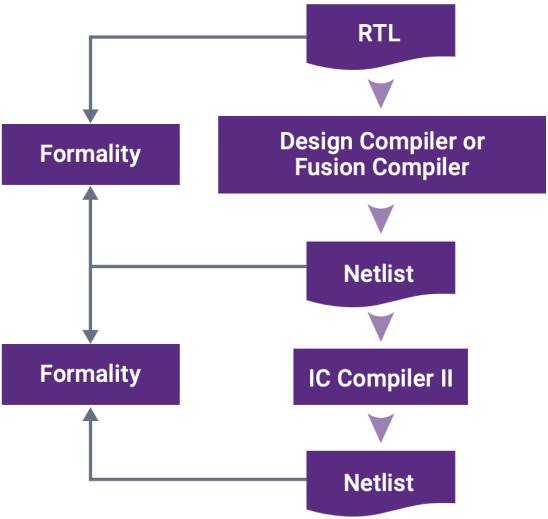 RTL
Formality
Design Compiler or
Fusion Compiler
Netlist
Formality
IC Compiler II
Netlist